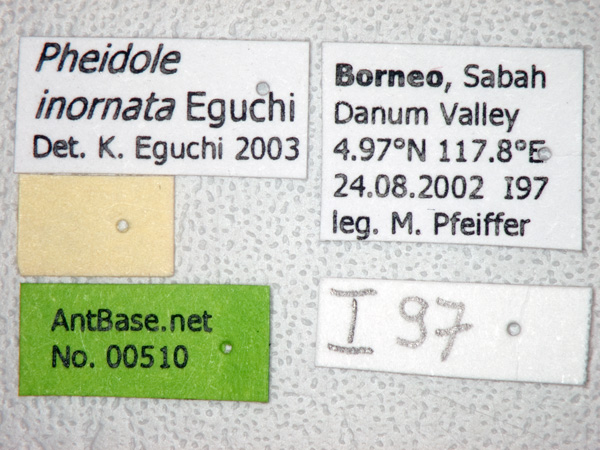 Pheidole
inornata Eguchi
Det. K. Eguchi 2003
Borneo, Sabah
Danum Valley
4.97°N 117.8°E
24.08.2002 I97
leg. M. Pfeiffer
AntBase.net
No. 00510
I 97